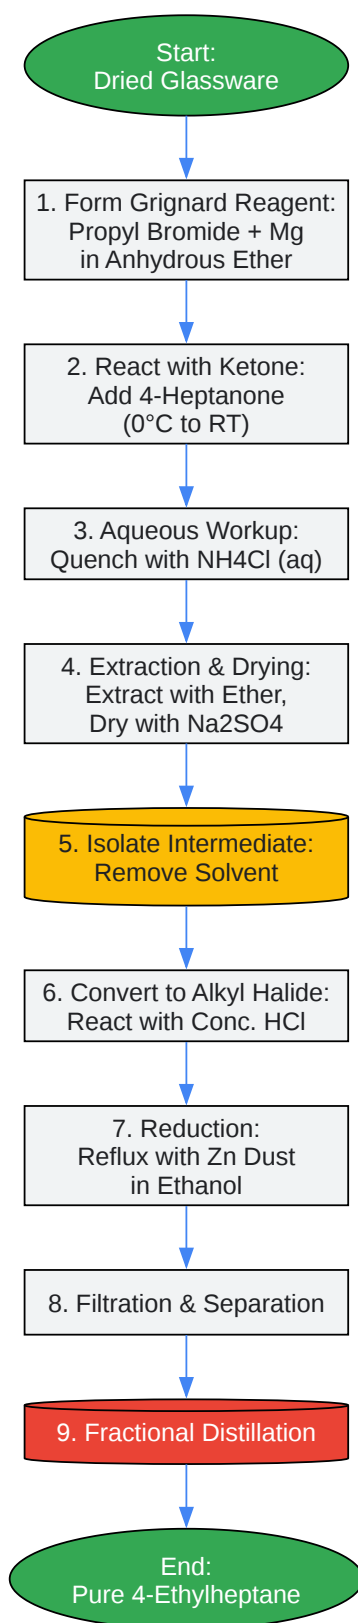 Start:
Dried Glassware
1. Form Grignard Reagent:
Propyl Bromide + Mg
in Anhydrous Ether
2. React with Ketone:
Add 4-Heptanone
(0°C to RT)
3. Aqueous Workup:
Quench with NH4Cl (aq)
4. Extraction & Drying:
Extract with Ether,
Dry with Na2SO4
5. Isolate Intermediate:
Remove Solvent
6. Convert to Alkyl Halide:
React with Conc. HCl
7. Reduction:
Reflux with Zn Dust
in Ethanol
8. Filtration & Separation
9. Fractional Distillation
End:
Pure 4-Ethylheptane